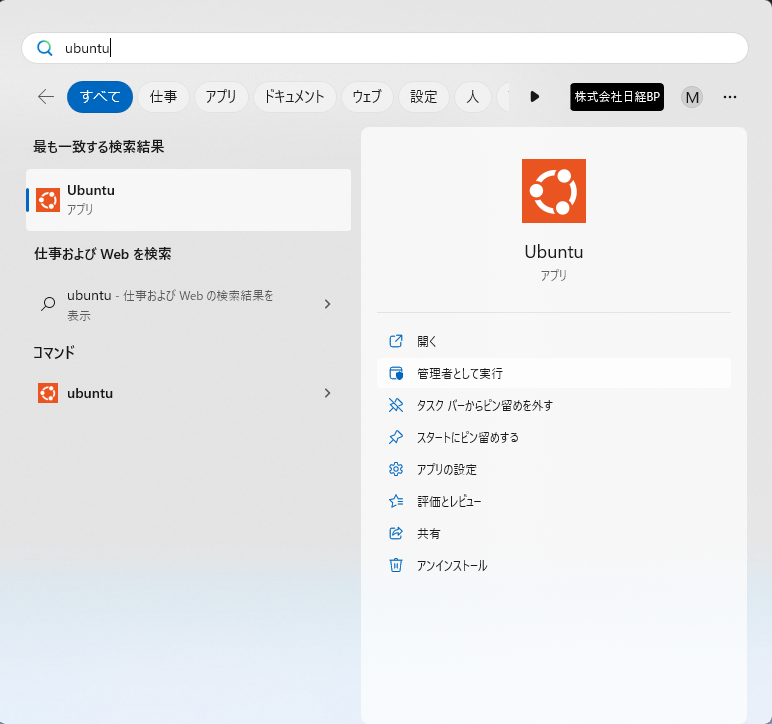 ubuntu
すべて
仕事
アプリ
ドキュメント
ウェブ
設定
人
株式会社日経BP
M
最も一致する検索結果
Ubuntu
アプリ
仕事および Web を検索
ubuntu - 仕事および Web の検索結果を
表示
コマンド
ubuntu
Ubuntu
アプリ
開く
管理者として実行
タスク バーからピン留めを外す
スタートにピン留めする
アプリの設定
評価とレビュー
共有
アンインストール